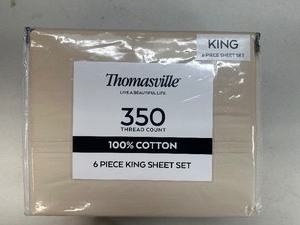 KING
6 PIECE SHEET SET
Thomasville
LIVE A BEAUTIFUL LIFE.
350
THREAD COUNT
100% COTTON
6 PIECE KING SHEET SET